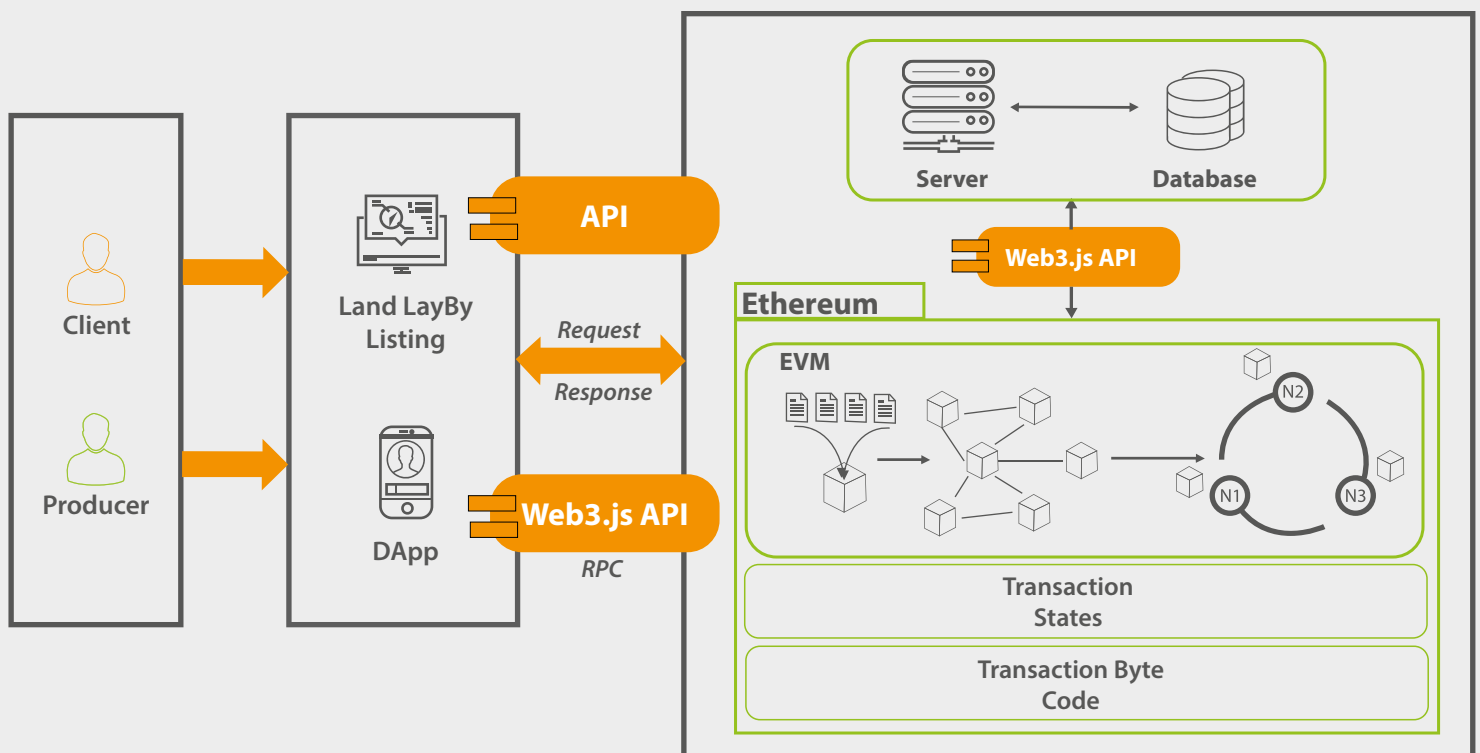 Client
Producer
Land LayBy
Listing
DApp
API
Request
Response
Web3.js API
RPC
Server
Database
Web3.js API
Ethereum
EVM
N2
N1
N3
Transaction
States
Transaction Byte
Code